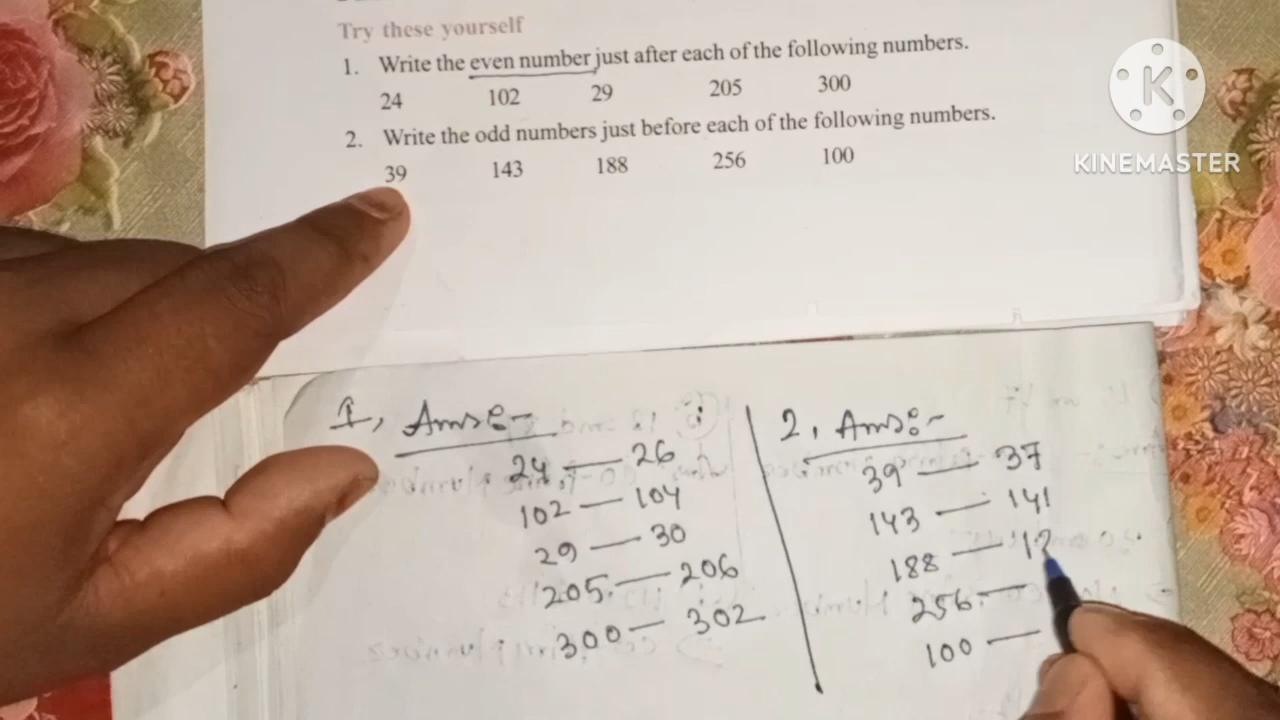 Try these yourself
1. Write the even number just after each of the following numbers.
24 102 29 205 300
2. Write the odd numbers just before each of the following numbers.
39 143 188 256 100
KINEMASTER
1, Ans:-
24 — 26
102 — 104
29 — 30
205 — 206
300 — 302
2, Ans:-
39 — 37
143 — 141
188 — 18
256 —
100 —